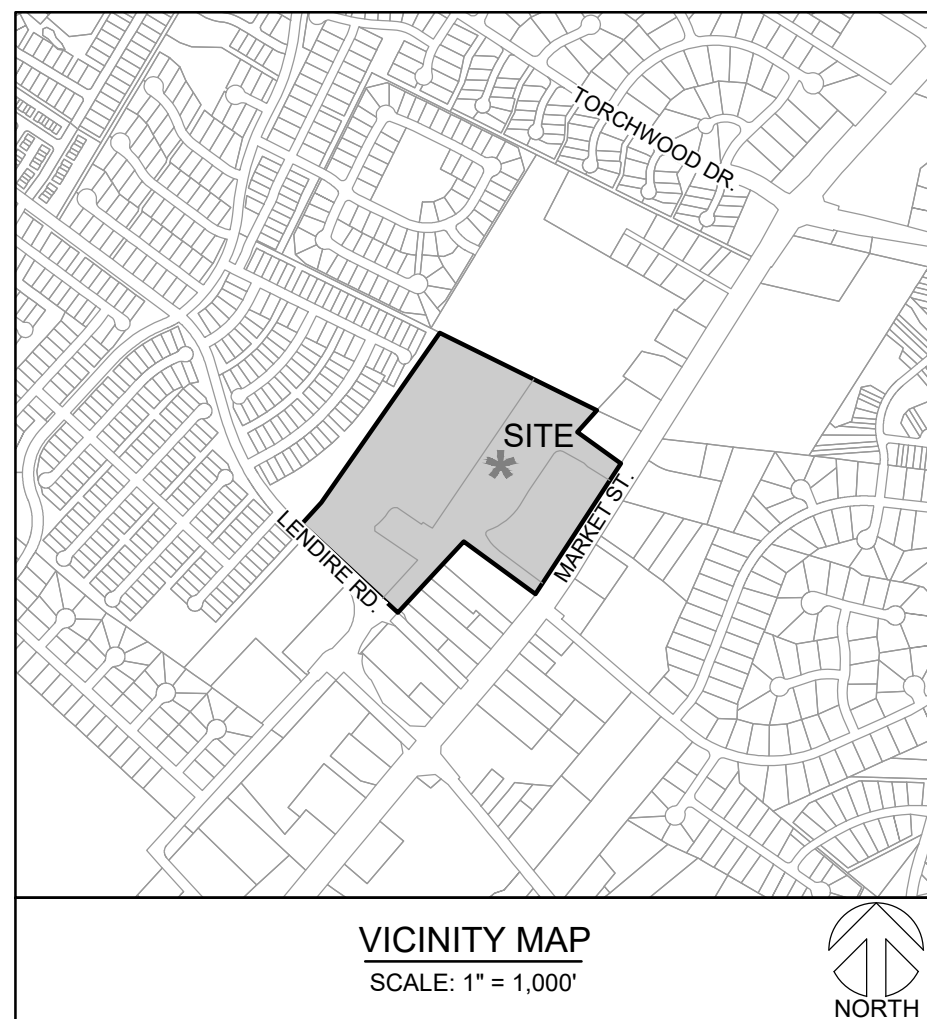 TORCHWOOD DR.
SITE
*
MARKET ST.
LENDIRE RD.
VICINITY MAP
SCALE: 1" = 1,000'
NORTH